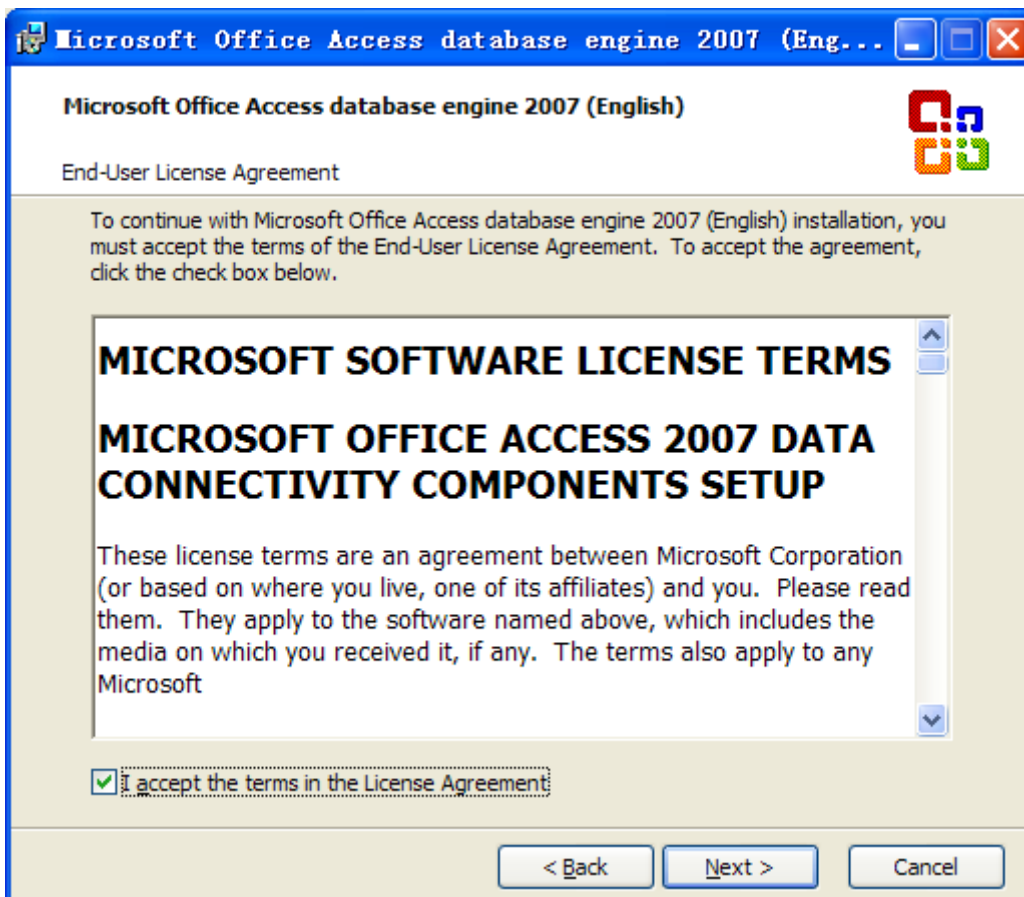 Microsoft Office Access database engine 2007 (Eng...
Microsoft Office Access database engine 2007 (English)
End-User License Agreement
To continue with Microsoft Office Access database engine 2007 (English) installation, you
must accept the terms of the End-User License Agreement.  To accept the agreement,
click the check box below.
MICROSOFT SOFTWARE LICENSE TERMS
MICROSOFT OFFICE ACCESS 2007 DATA
CONNECTIVITY COMPONENTS SETUP
These license terms are an agreement between Microsoft Corporation
(or based on where you live, one of its affiliates) and you.  Please read
them.  They apply to the software named above, which includes the
media on which you received it, if any.  The terms also apply to any
Microsoft
I accept the terms in the License Agreement
< Back
Next >
Cancel